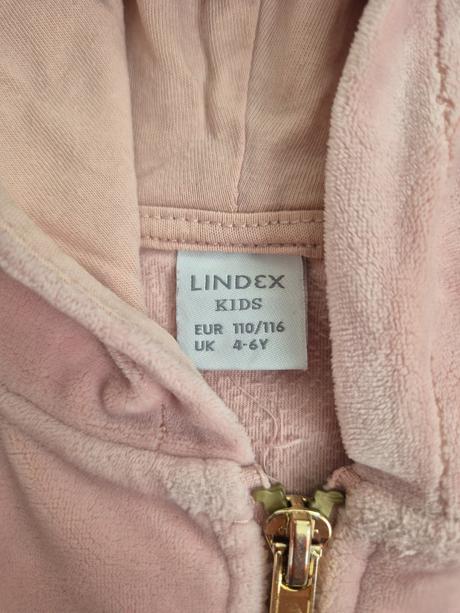 LINDEX
KIDS
EUR 110/116
UK 4-6Y